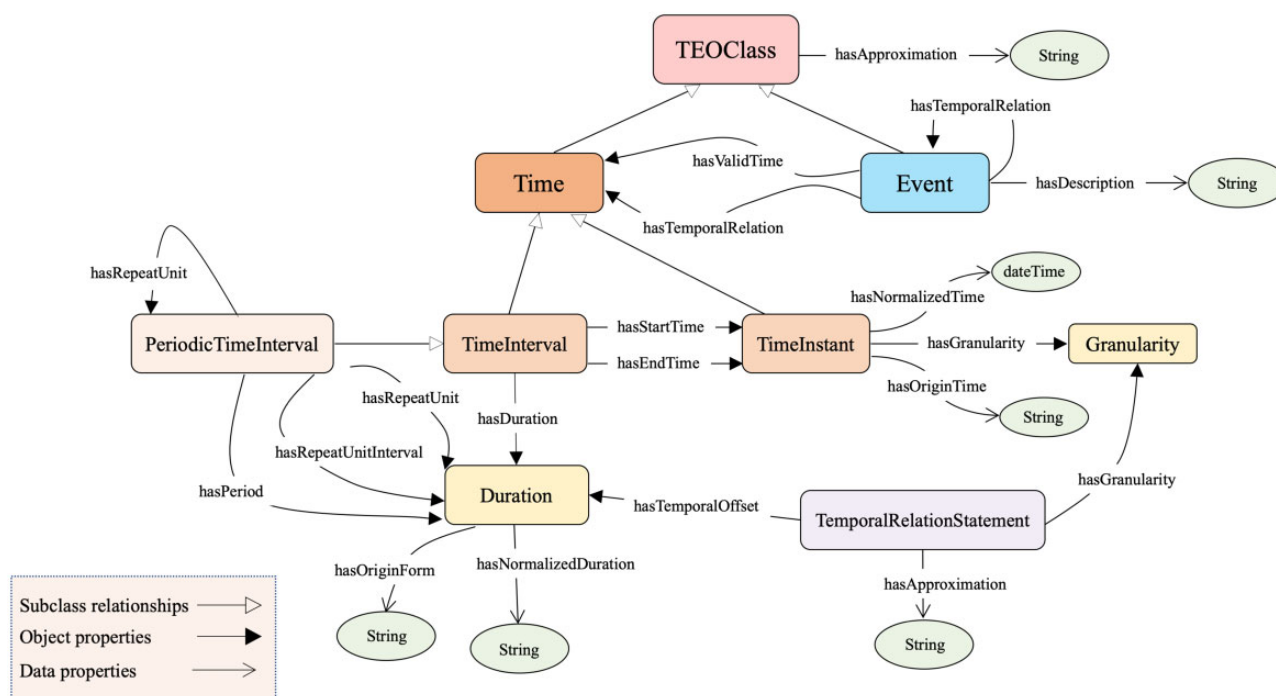 TEOClass
hasApproximation
String
hasTemporalRelation
hasValidTime
Time
Event
hasDescription
String
hasTemporalRelation
hasRepeatUnit
dateTime
hasNormalizedTime
PeriodicTimeInterval
TimeInterval
hasStartTime
hasEndTime
TimeInstant
hasGranularity
Granularity
hasOriginTime
String
hasRepeatUnit
hasDuration
hasRepeatUnitInterval
hasPeriod
Duration
hasTemporalOffset
TemporalRelationStatement
hasGranularity
hasOriginForm
hasNormalizedDuration
hasApproximation
String
String
String
Subclass relationships
Object properties
Data properties